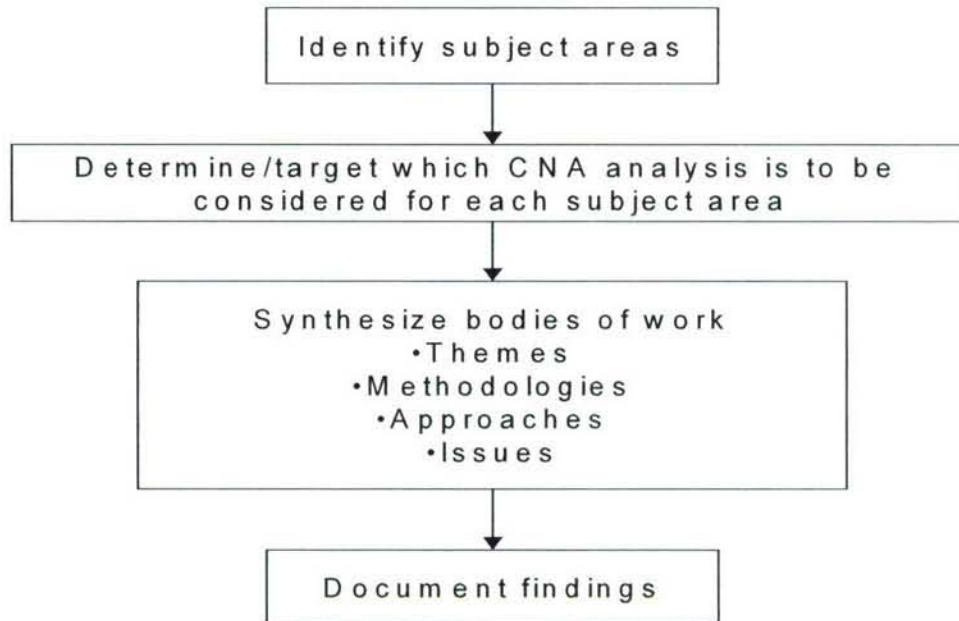 Identify subject areas
Determine/target which CNA analysis is to be
considered for each subject area
Synthesize bodies of work
•Themes
•Methodologies
•Approaches
•Issues
Document findings